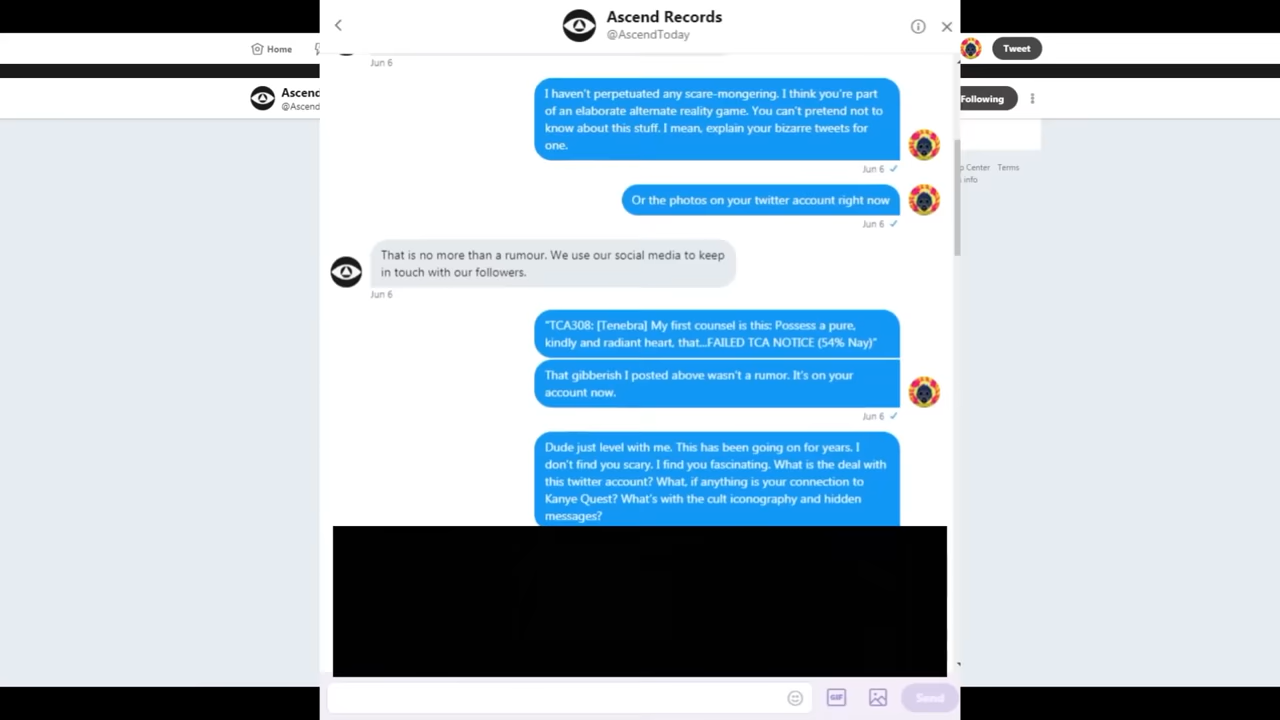 Ascend Records
@AscendToday
Home
Tweet
Ascend
@Ascend
Following
p Center Terms
info
Jun 6
I haven't perpetuated any scare-mongering. I think you're part
of an elaborate alternate reality game. You can't pretend not to
know about this stuff. I mean, explain your bizarre tweets for
one.
Jun 6
Or the photos on your twitter account right now
Jun 6
That is no more than a rumour. We use our social media to keep
in touch with our followers.
Jun 6
"TCA308: [Tenebra] My first counsel is this: Possess a pure,
kindly and radiant heart, that...FAILED TCA NOTICE (54% Nay)"
That gibberish I posted above wasn't a rumor. It's on your
account now.
Jun 6
Dude just level with me. This has been going on for years. I
don't find you scary. I find you fascinating. What is the deal with
this twitter account? What, if anything is your connection to
Kanye Quest? What's with the cult iconography and hidden
messages?
GIF
Send